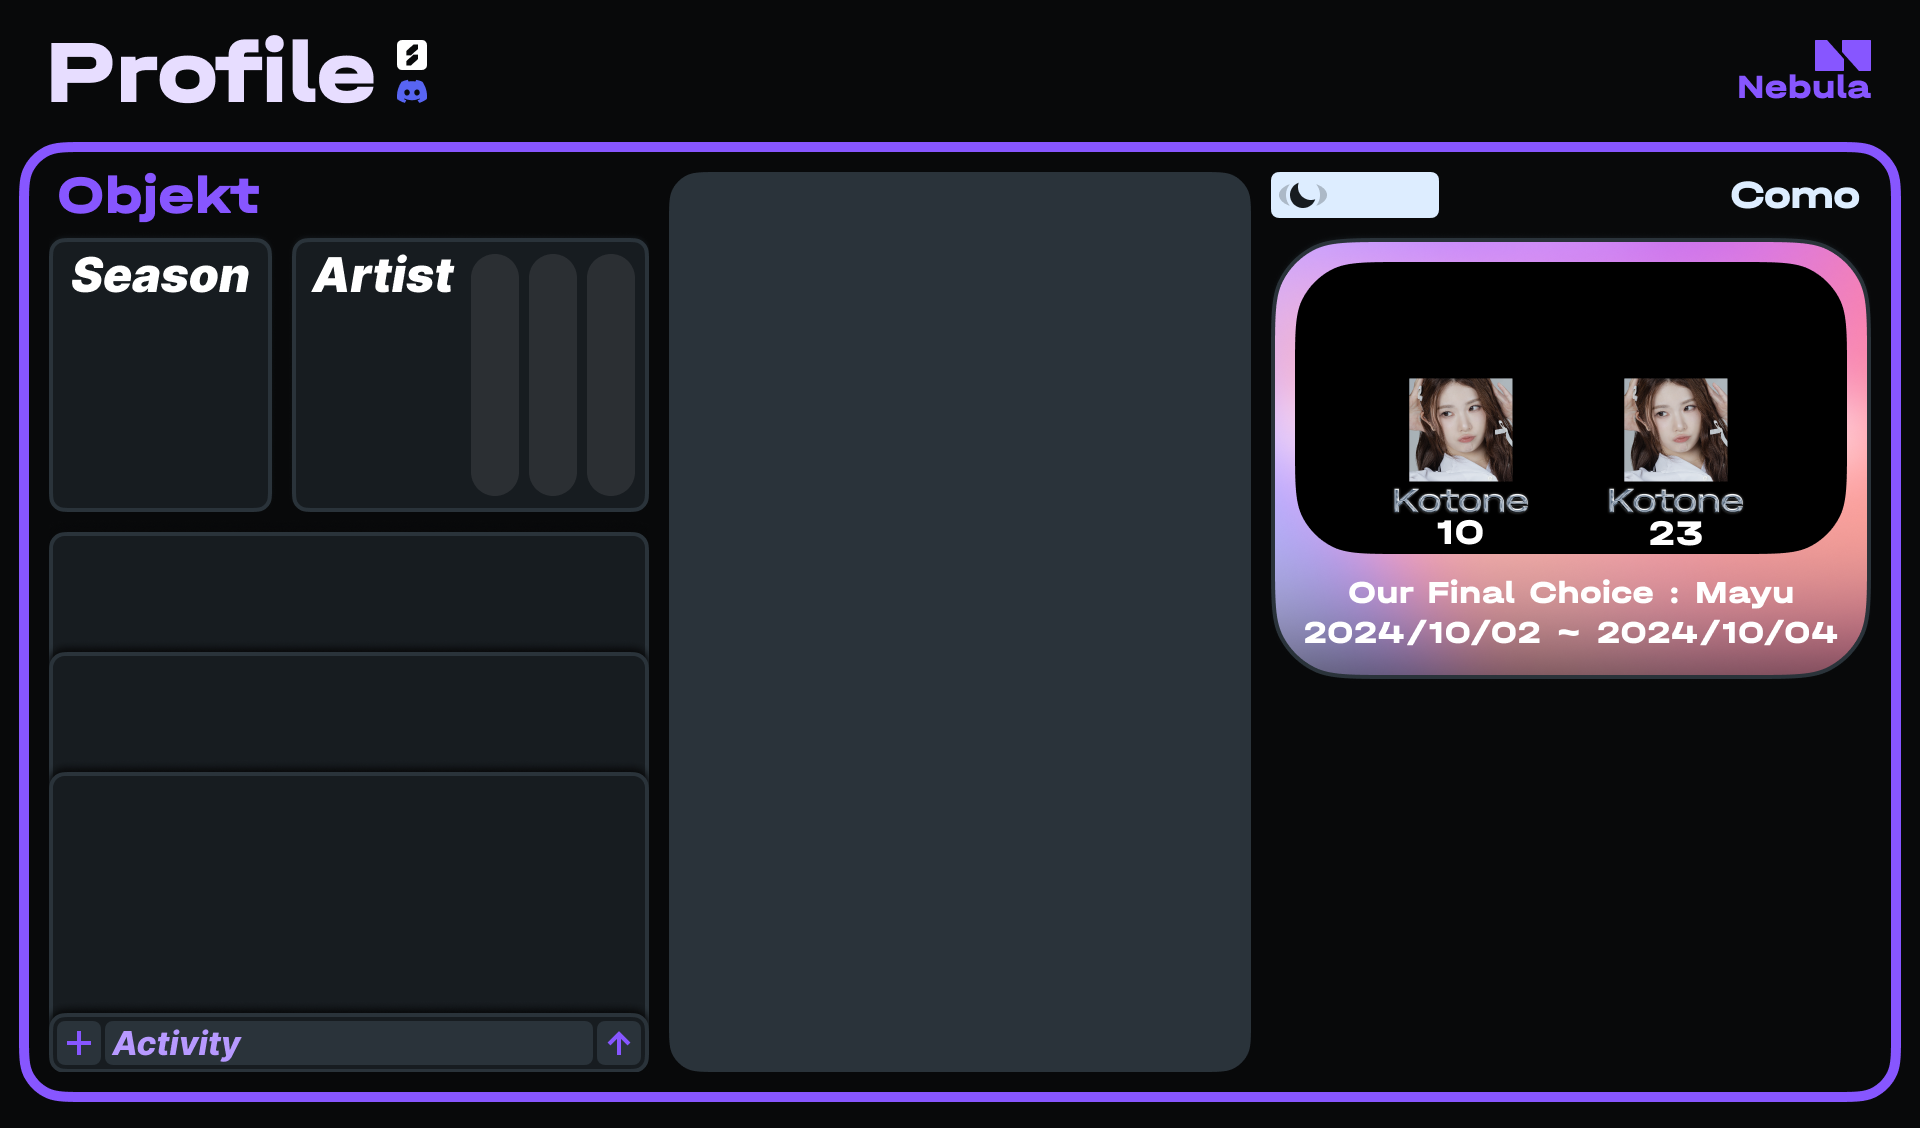 Profile
Nebula
Objekt
Como
Season
Artist
Kotone
10
Kotone
23
Our Final Choice : Mayu
2024/10/02 ~ 2024/10/04
Activity